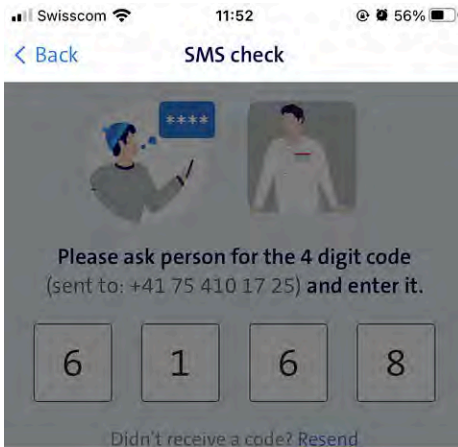 Swisscom 11:52 56%
Back SMS check
****
Please ask person for the 4 digit code
(sent to: +41 75 410 17 25) and enter it.
6 1 6 8
Didn't receive a code? Resend